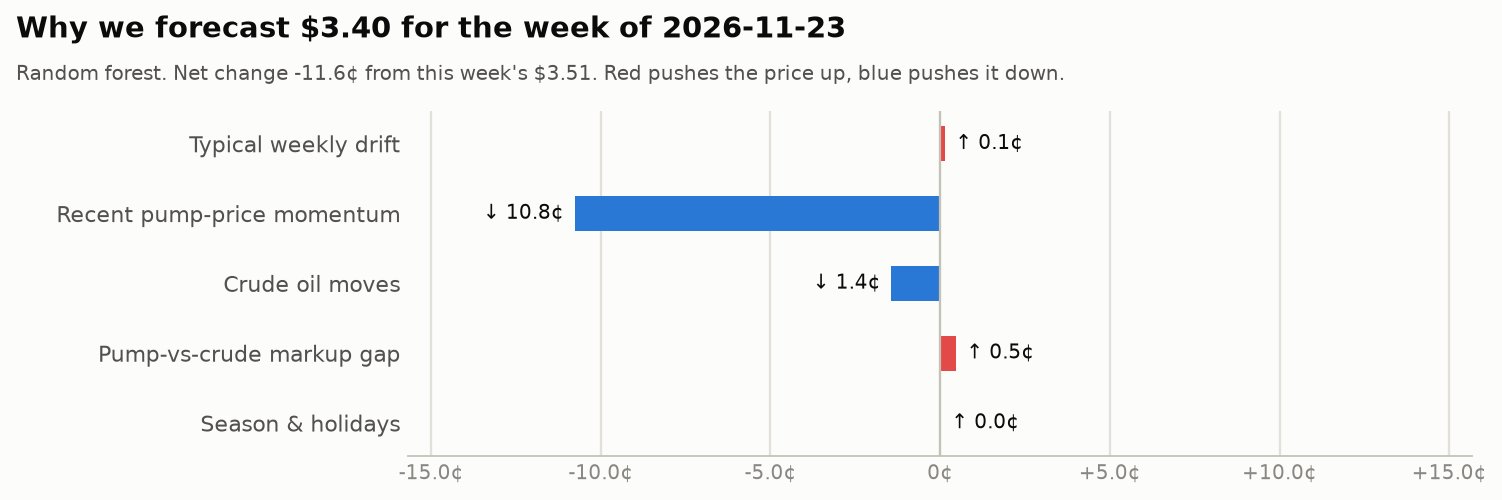 Why we forecast $3.40 for the week of 2026-11-23
Random forest. Net change -11.6¢ from this week's $3.51. Red pushes the price up, blue pushes it down.
Typical weekly drift
↑ 0.1¢
Recent pump-price momentum
↓ 10.8¢
Crude oil moves
↓ 1.4¢
Pump-vs-crude markup gap
↑ 0.5¢
Season & holidays
↑ 0.0¢
-15.0¢ -10.0¢ -5.0¢ 0¢ +5.0¢ +10.0¢ +15.0¢